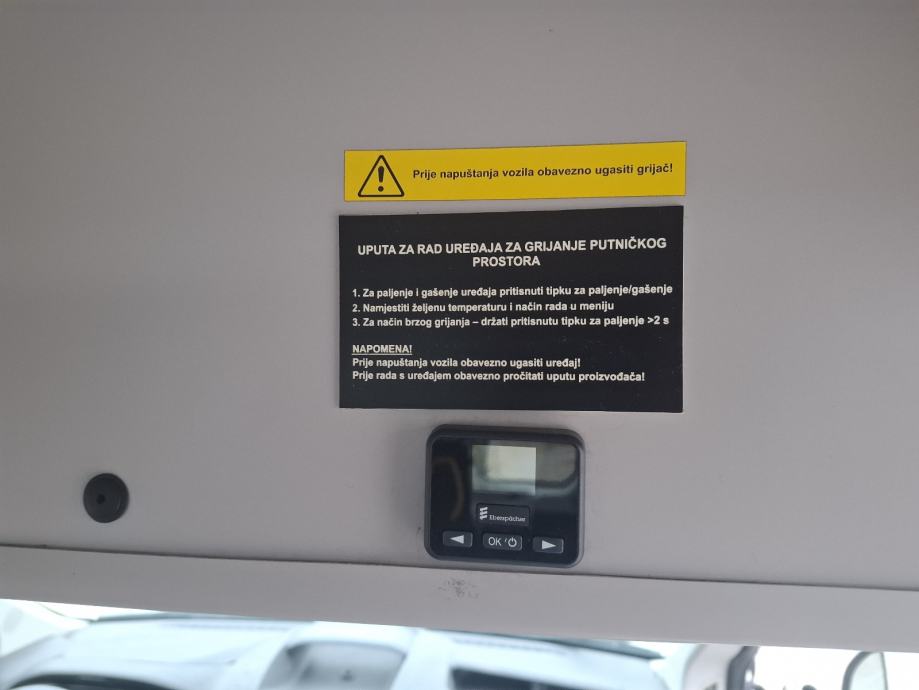 Prije napuštanja vozila obavezno ugasiti grijač!
UPUTA ZA RAD UREĐAJA ZA GRIJANJE PUTNIČKOG
PROSTORA
1. Za paljenje i gašenje uređaja pritisnuti tipku za paljenje/gašenje
2. Namjestiti željenu temperaturu i način rada u meniju
3. Za način brzog grijanja – držati pritisnutu tipku za paljenje >2 s
NAPOMENA!
Prije napuštanja vozila obavezno ugasiti uređaj!
Prije rada s uređajem obavezno pročitati uputu proizvođača!
Eberspächer
OK